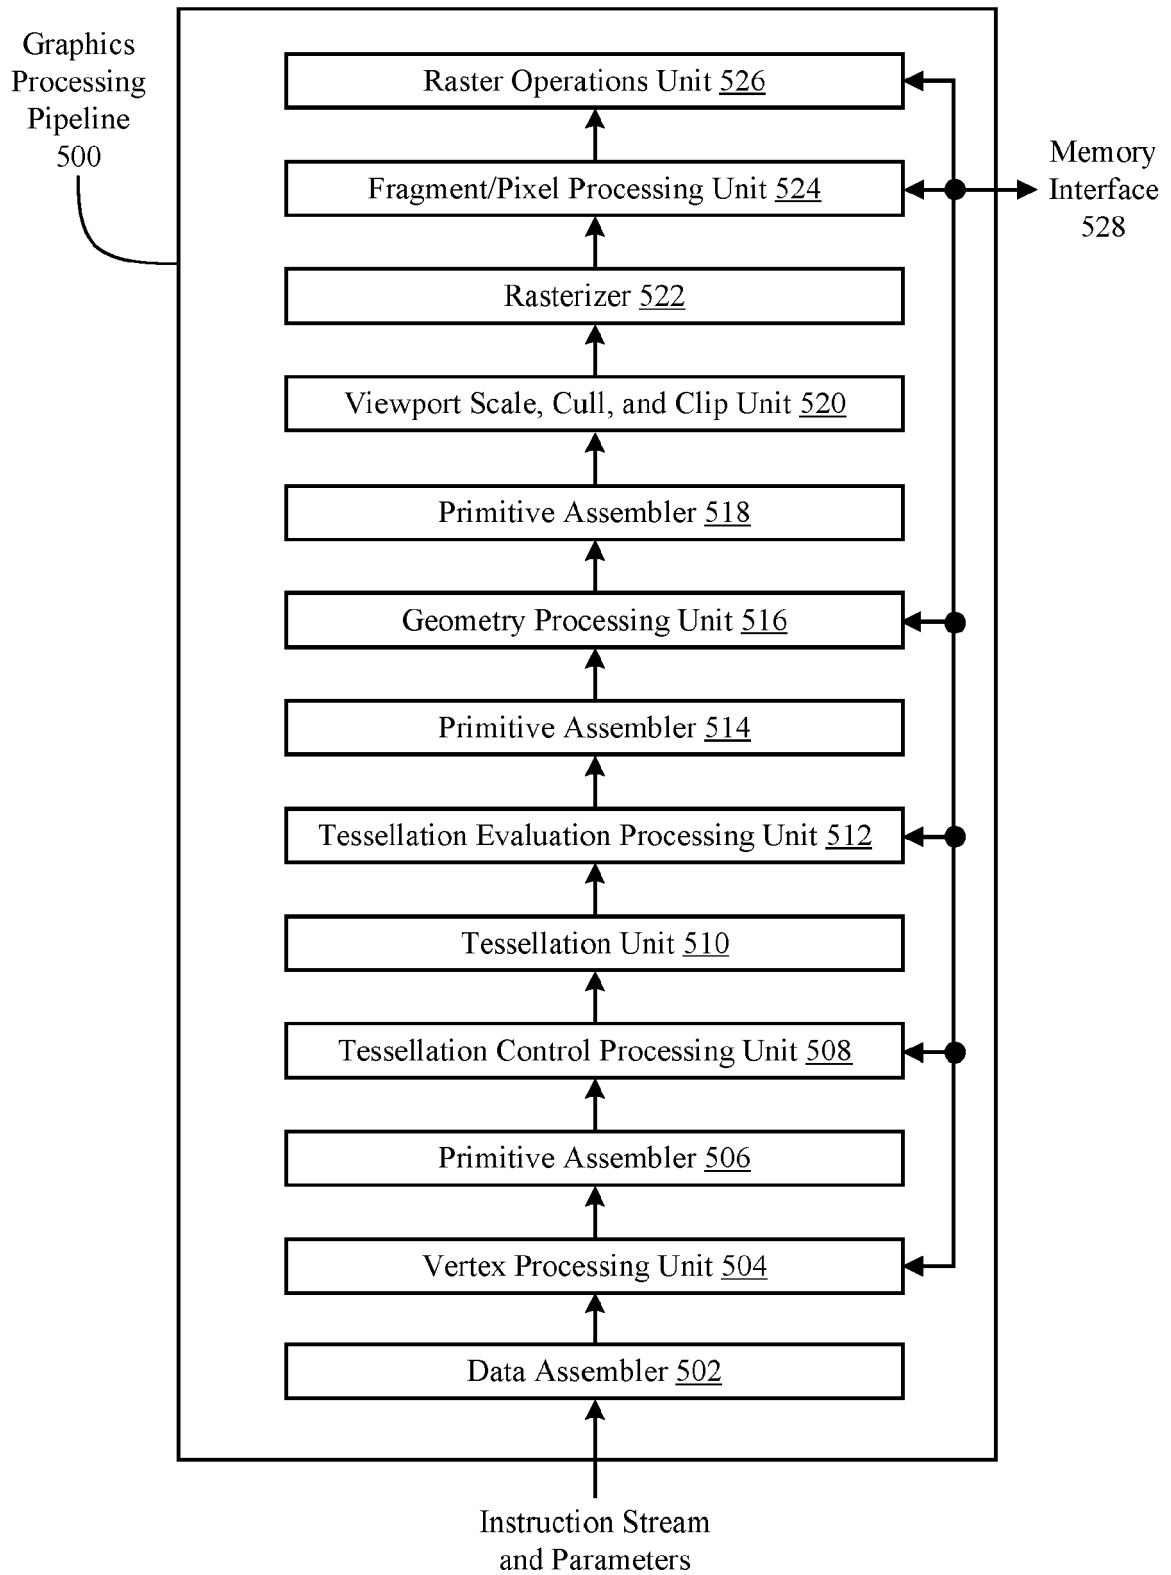 Graphics
Processing
Pipeline
500
Raster Operations Unit 526
Fragment/Pixel Processing Unit 524
Memory
Interface
528
Rasterizer 522
Viewport Scale, Cull, and Clip Unit 520
Primitive Assembler 518
Geometry Processing Unit 516
Primitive Assembler 514
Tessellation Evaluation Processing Unit 512
Tessellation Unit 510
Tessellation Control Processing Unit 508
Primitive Assembler 506
Vertex Processing Unit 504
Data Assembler 502
Instruction Stream
and Parameters